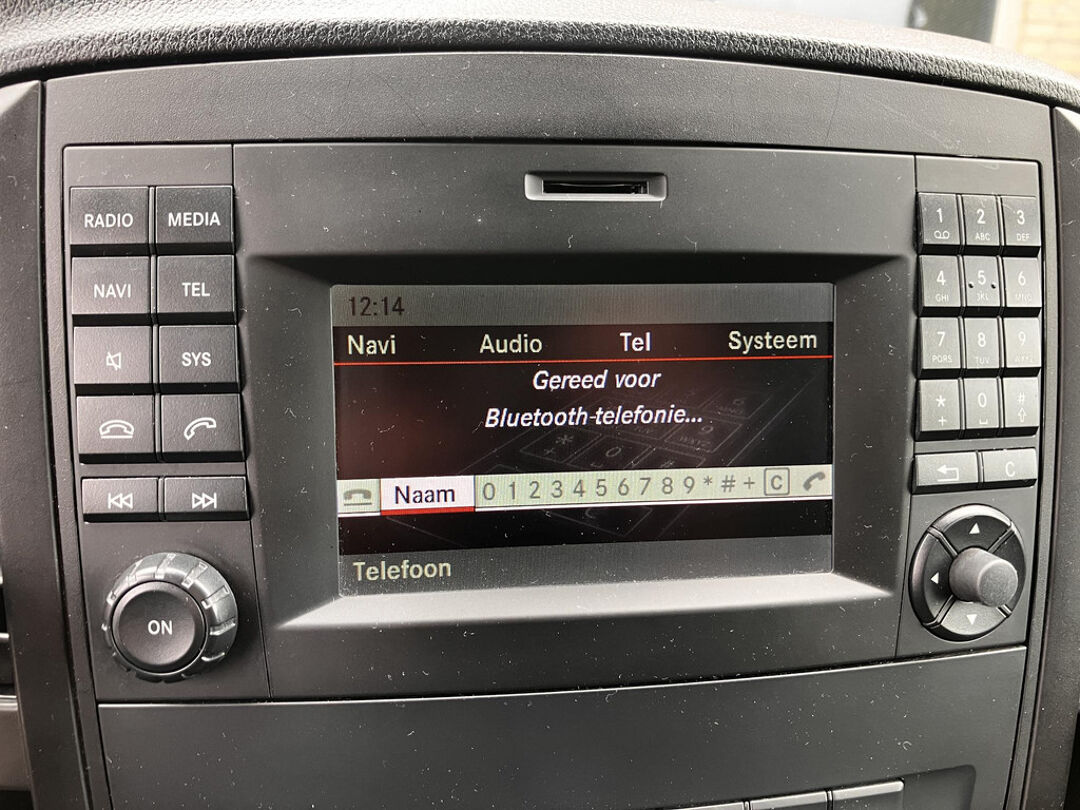 RADIO MEDIA
NAVI TEL
SYS
ON
12:14
Navi Audio Tel Systeem
Gereed voor
Bluetooth-telefonie...
Naam 0 1 2 3 4 5 6 7 8 9 * # + C
Telefoon
1 2 3
ABC DEF
4 5 6
GHI JKL MNO
7 8 9
PQRS TUV WXYZ
* 0 #
+
C